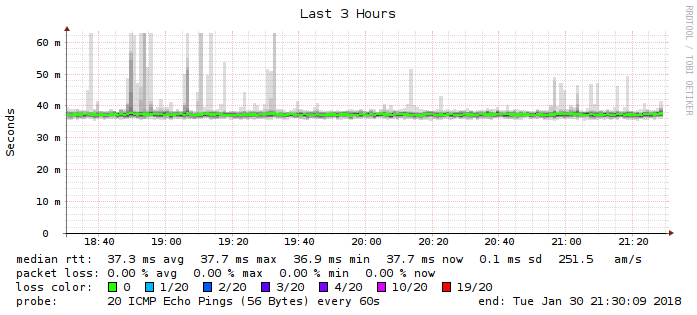 Last 3 Hours
RRDTOOL / TOBI OETIKER
Seconds
60 m
50 m
40 m
30 m
20 m
10 m
0
18:40 19:00 19:20 19:40 20:00 20:20 20:40 21:00 21:20
median rtt: 37.3 ms avg 37.7 ms max 36.9 ms min 37.7 ms now 0.1 ms sd 251.5 am/s
packet loss: 0.00 % avg 0.00 % max 0.00 % min 0.00 % now
loss color: 0 1/20 2/20 3/20 4/20 10/20 19/20
probe: 20 ICMP Echo Pings (56 Bytes) every 60s end: Tue Jan 30 21:30:09 2018